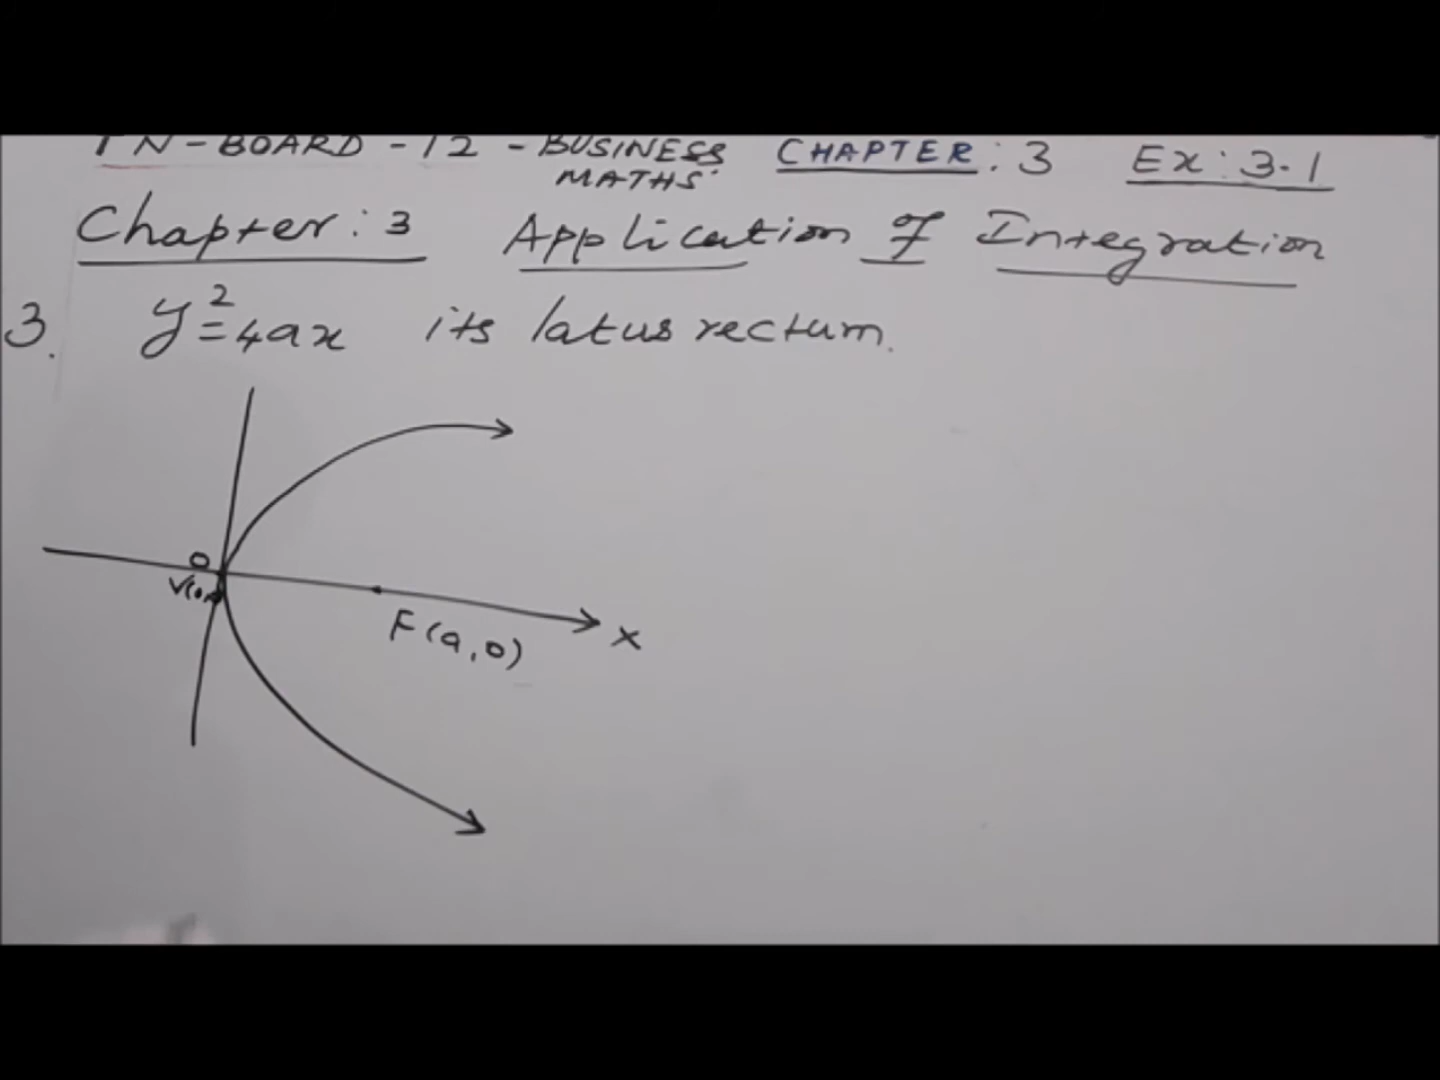 TN-BOARD-12-BUSINESS MATHS CHAPTER: 3 Ex: 3.1
Chapter: 3 Application of Integration
3. y²=4ax its latus rectum.
O
F(a,0)
X